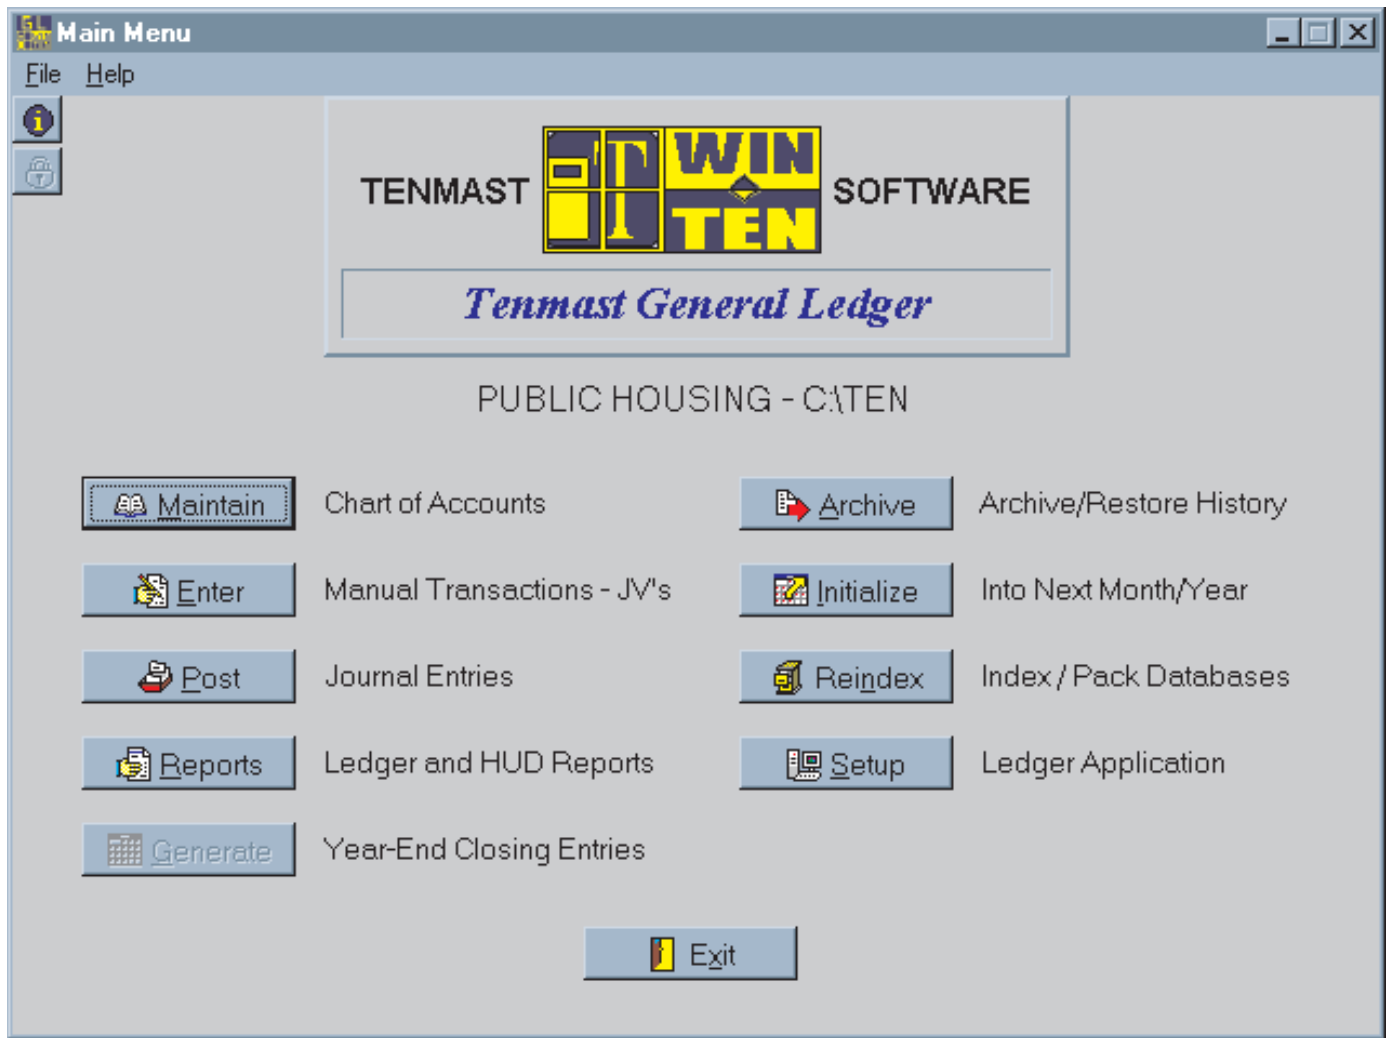 Main Menu
File Help
TENMAST T WIN TEN SOFTWARE
Tenmast General Ledger
PUBLIC HOUSING - C:\TEN
Maintain Chart of Accounts Archive Archive/Restore History
Enter Manual Transactions - JV's Initialize Into Next Month/Year
Post Journal Entries Reindex Index / Pack Databases
Reports Ledger and HUD Reports Setup Ledger Application
Generate Year-End Closing Entries
Exit